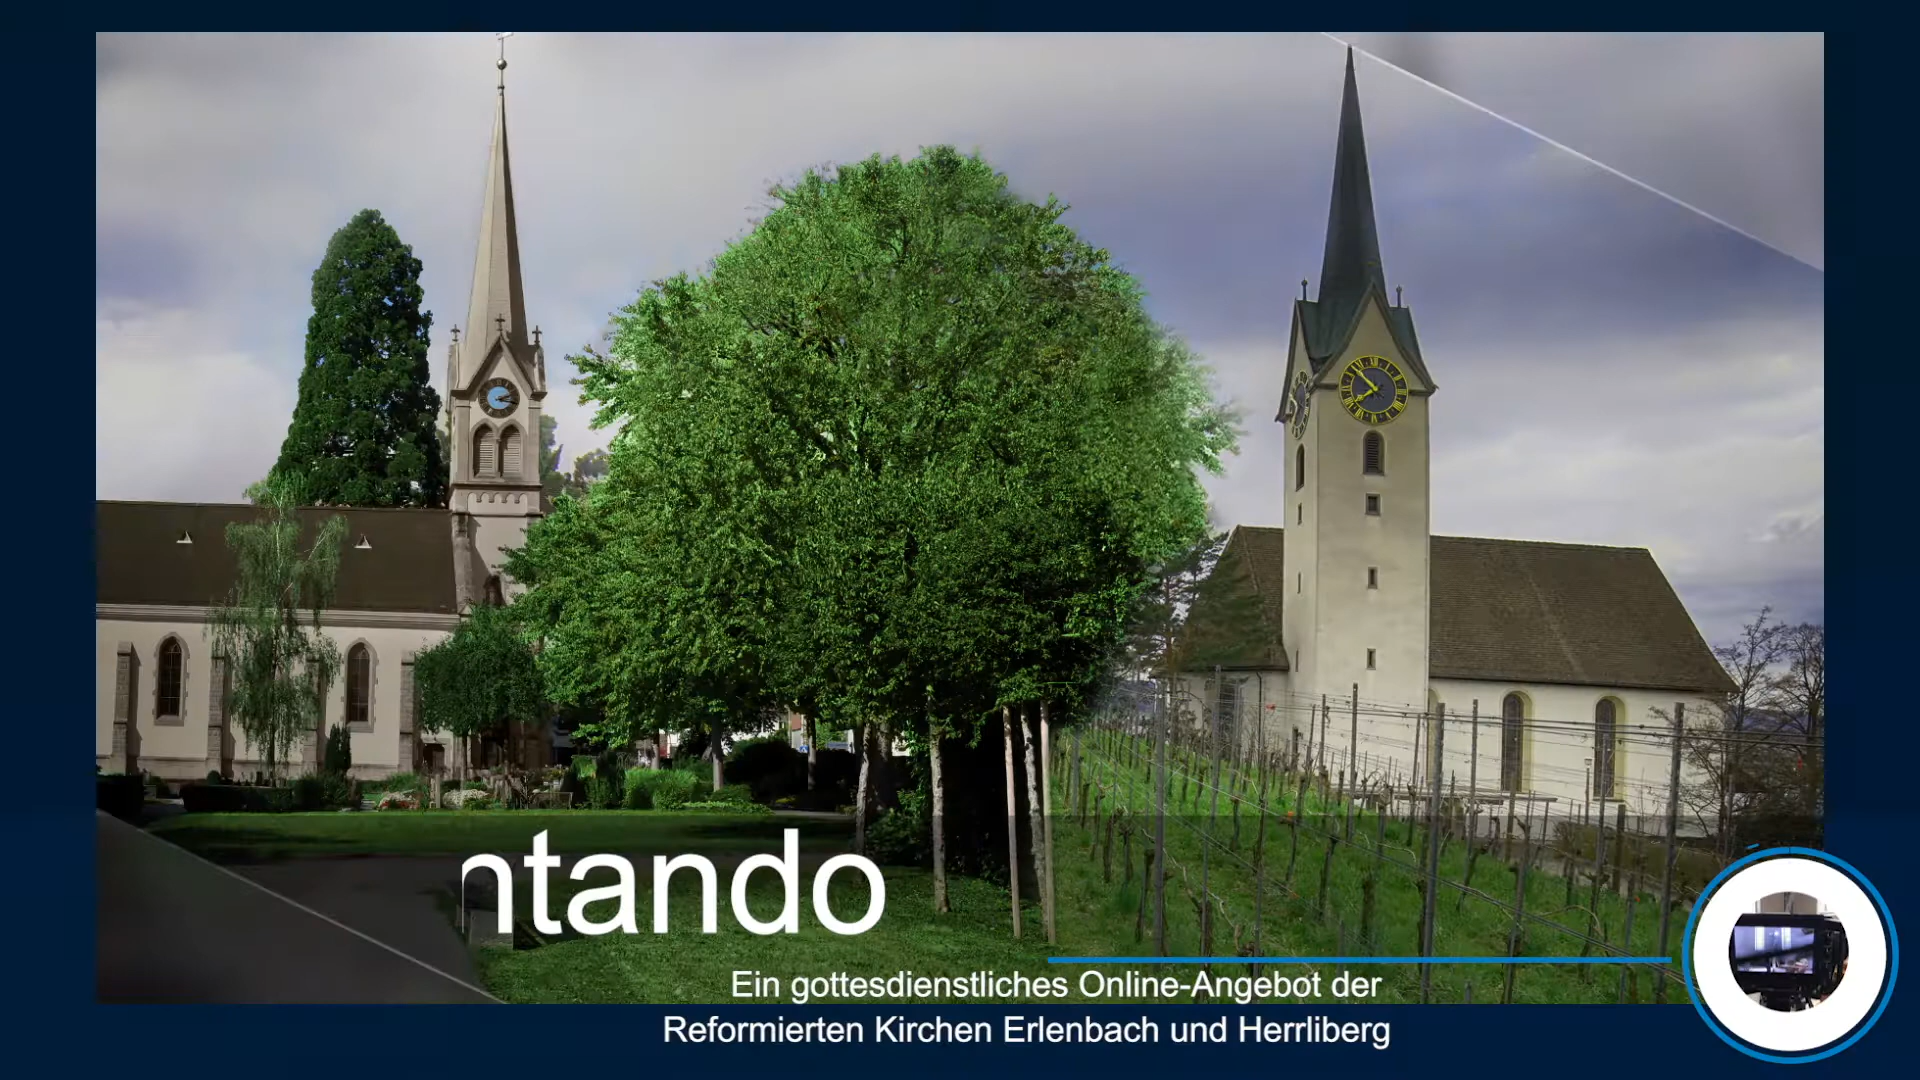 ntando
Ein gottesdienstliches Online-Angebot der
Reformierten Kirchen Erlenbach und Herrliberg